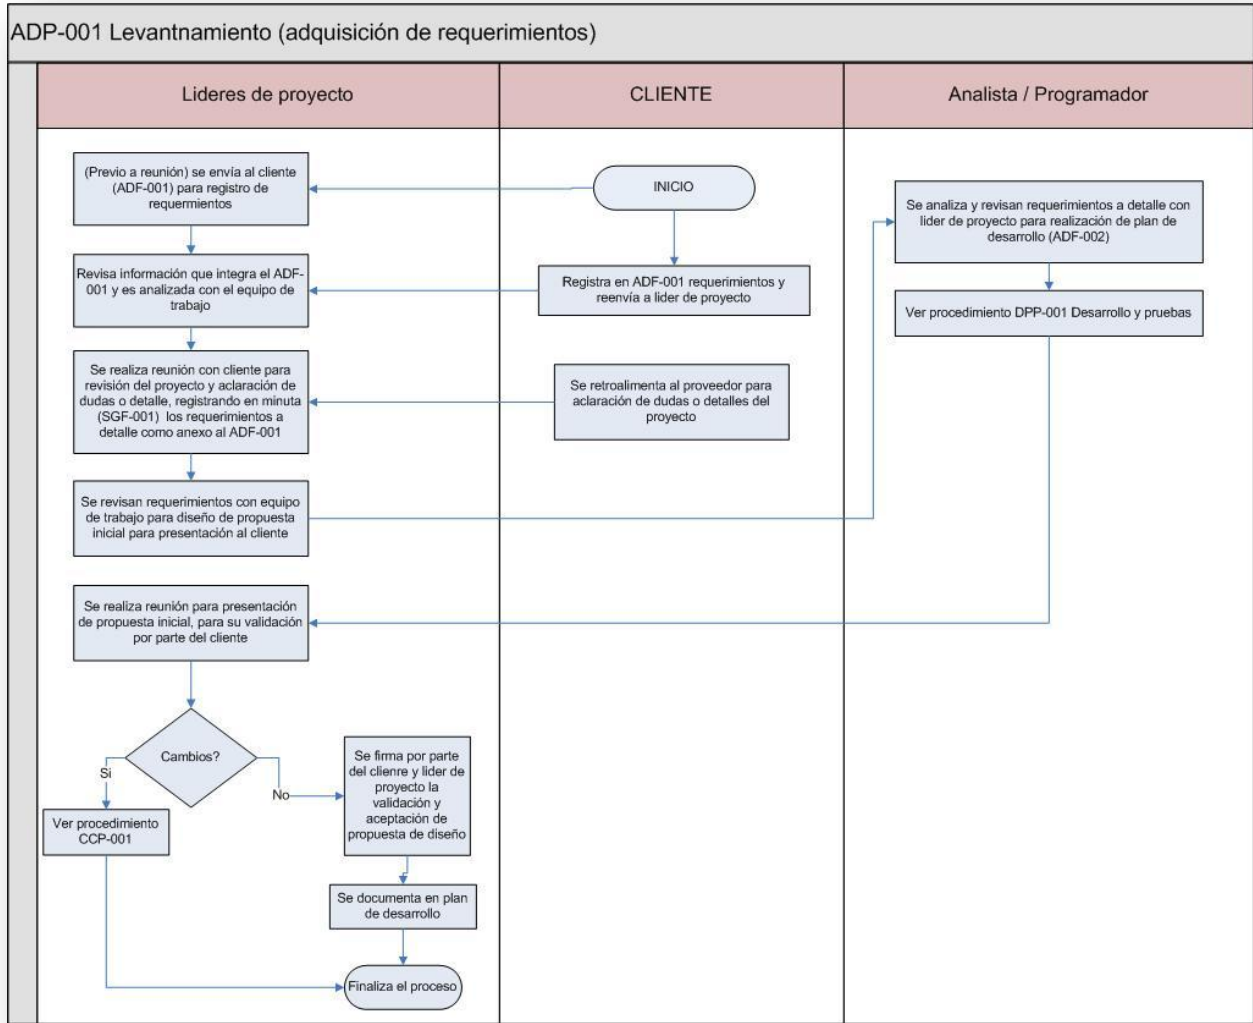 ADP-001 Levantnamiento (adquisición de requerimientos)
Lideres de proyecto
CLIENTE
Analista / Programador
(Previo a reunión) se envía al cliente
(ADF-001) para registro de
requermientos
INICIO
Se analiza y revisan requerimientos a detalle con
lider de proyecto para realización de plan de
desarrollo (ADF-002)
Revisa información que integra el ADF-
001 y es analizada con el equipo de
trabajo
Registra en ADF-001 requerimientos y
reenvía a lider de proyecto
Ver procedimiento DPP-001 Desarrollo y pruebas
Se realiza reunión con cliente para
revisión del proyecto y aclaración de
dudas o detalle, registrando en minuta
(SGF-001)  los requerimientos a
detalle como anexo al ADF-001
Se retroalimenta al proveedor para
aclaración de dudas o detalles del
proyecto
Se revisan requerimientos con equipo
de trabajo para diseño de propuesta
inicial para presentación al cliente
Se realiza reunión para presentación
de propuesta inicial, para su validación
por parte del cliente
Cambios?
Si
No
Se firma por parte
del clienre y lider de
proyecto la
validación y
aceptación de
propuesta de diseño
Ver procedimiento
CCP-001
Se documenta en plan
de desarrollo
Finaliza el proceso